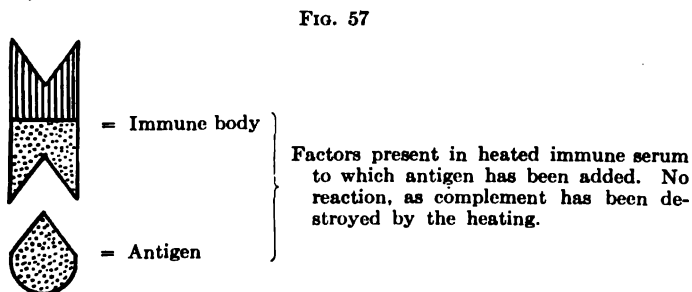 Fig. 57
= Immune body
Factors present in heated immune serum
to which antigen has been added. No
reaction, as complement has been de-
stroyed by the heating.
= Antigen